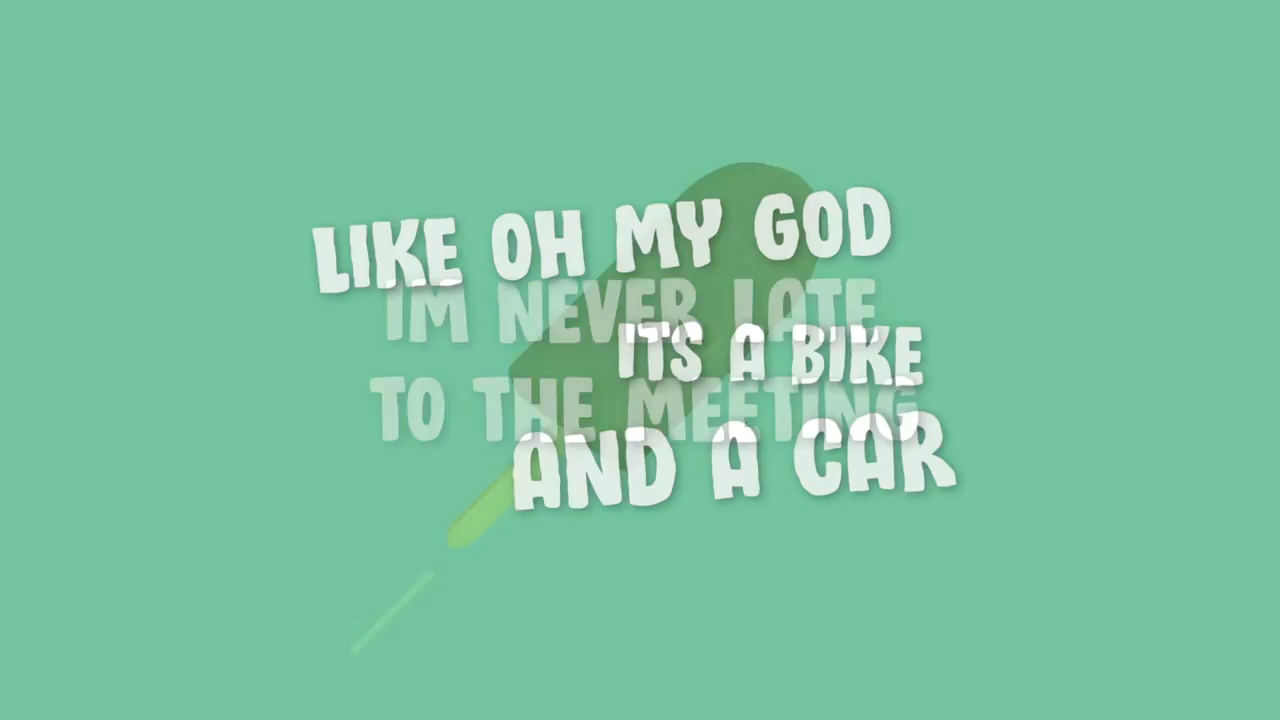 LIKE OH MY GOD
IM NEVER LATE
ITS A BIKE
TO THE MEETING
AND A CAR